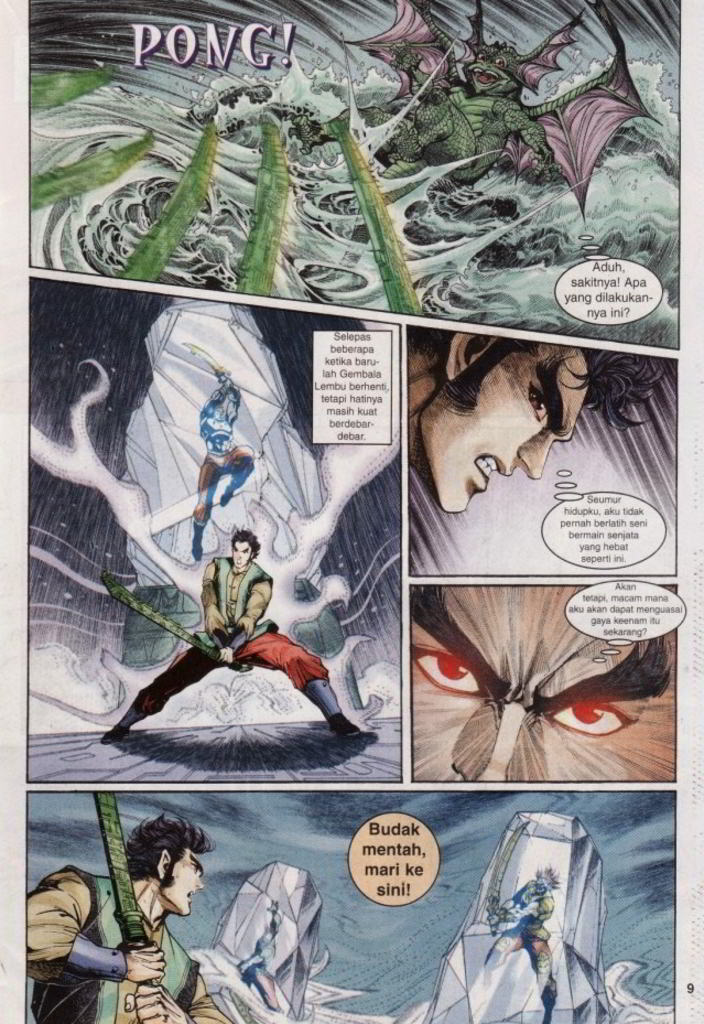 PONG!
Aduh,
sakitnya! Apa
yang dilakukan-
nya ini?
Selepas
beberapa
ketika baru-
lah Gembala
Lembu berhenti,
tetapi hatinya
masih kuat
berdebar-
debar.
Seumur
hidupku, aku tidak
pernah berlatih seni
bermain senjata
yang hebat
seperti ini.
Akan
tetapi, macam mana
aku akan dapat menguasai
gaya keenam itu
sekarang?
Budak
mentah,
mari ke
sini!
9